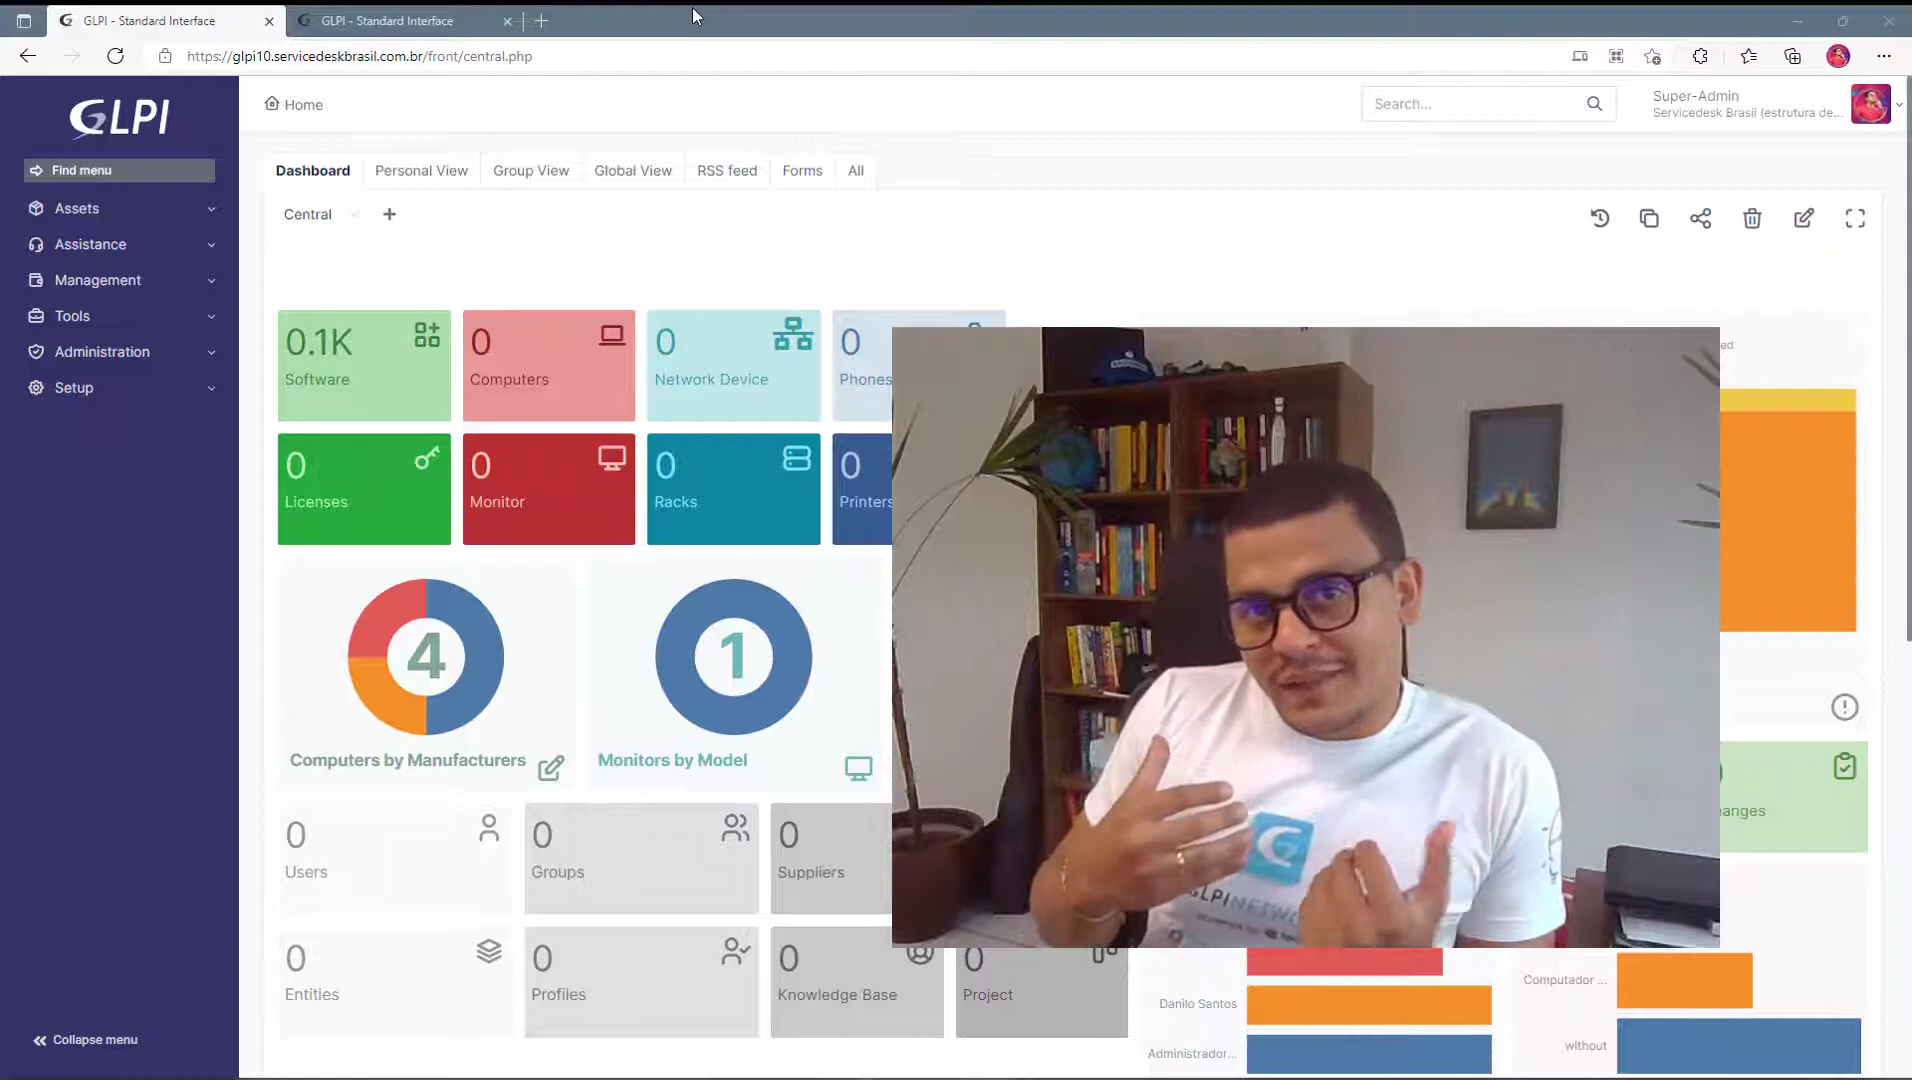 GLPI - Standard Interface
GLPI - Standard Interface
https://glpi10.servicedeskbrasil.com.br/front/central.php
GLPI
Home
Search...
Super-Admin
Servicedesk Brasil (estrutura de...
Find menu
Assets
Assistance
Management
Tools
Administration
Setup
Collapse menu
Dashboard
Personal View
Group View
Global View
RSS feed
Forms
All
Central
0.1K
Software
0
Computers
0
Network Device
0
Phones
ed
0
Licenses
0
Monitor
0
Racks
0
Printers
4
Computers by Manufacturers
1
Monitors by Model
0
Users
0
Groups
0
Suppliers
anges
0
Entities
0
Profiles
0
Knowledge Base
0
Project
Danilo Santos
Administrador...
Computador ...
without
GLPINETWO